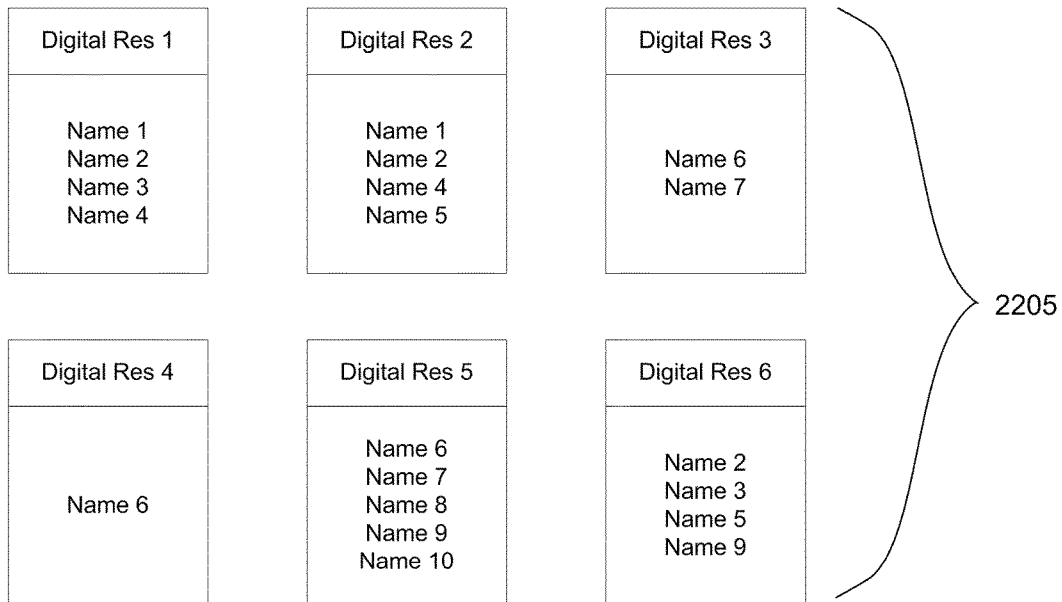 Digital Res 1
Name 1
Name 2
Name 3
Name 4
Digital Res 2
Name 1
Name 2
Name 4
Name 5
Digital Res 3
Name 6
Name 7
2205
Digital Res 4
Name 6
Digital Res 5
Name 6
Name 7
Name 8
Name 9
Name 10
Digital Res 6
Name 2
Name 3
Name 5
Name 9